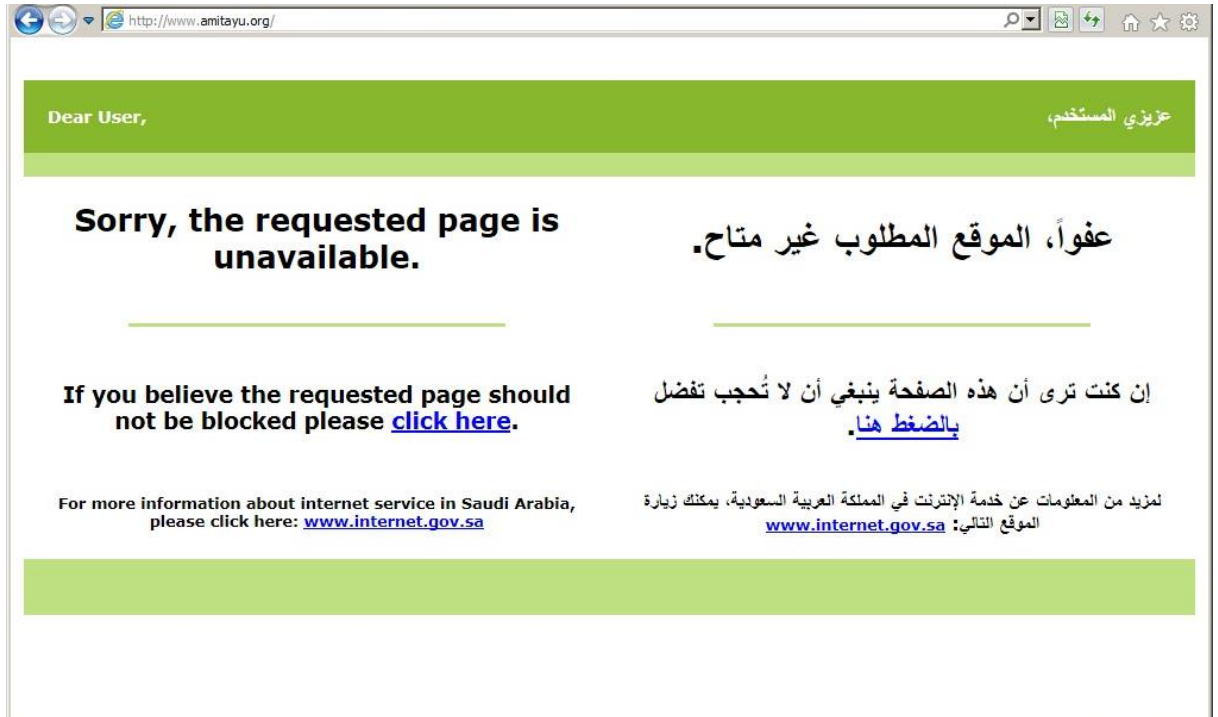 http://www.amitayu.org/
Dear User,
عزيزي المستخدم،
Sorry, the requested page is
unavailable.
عفواً، الموقع المطلوب غير متاح.
If you believe the requested page should
not be blocked please click here.
إن كنت ترى أن هذه الصفحة ينبغي أن لا تُحجب تفضل
بالضغط هنا.
For more information about internet service in Saudi Arabia,
please click here: www.internet.gov.sa
لمزيد من المعلومات عن خدمة الإنترنت في المملكة العربية السعودية، يمكنك زيارة
الموقع التالي: www.internet.gov.sa